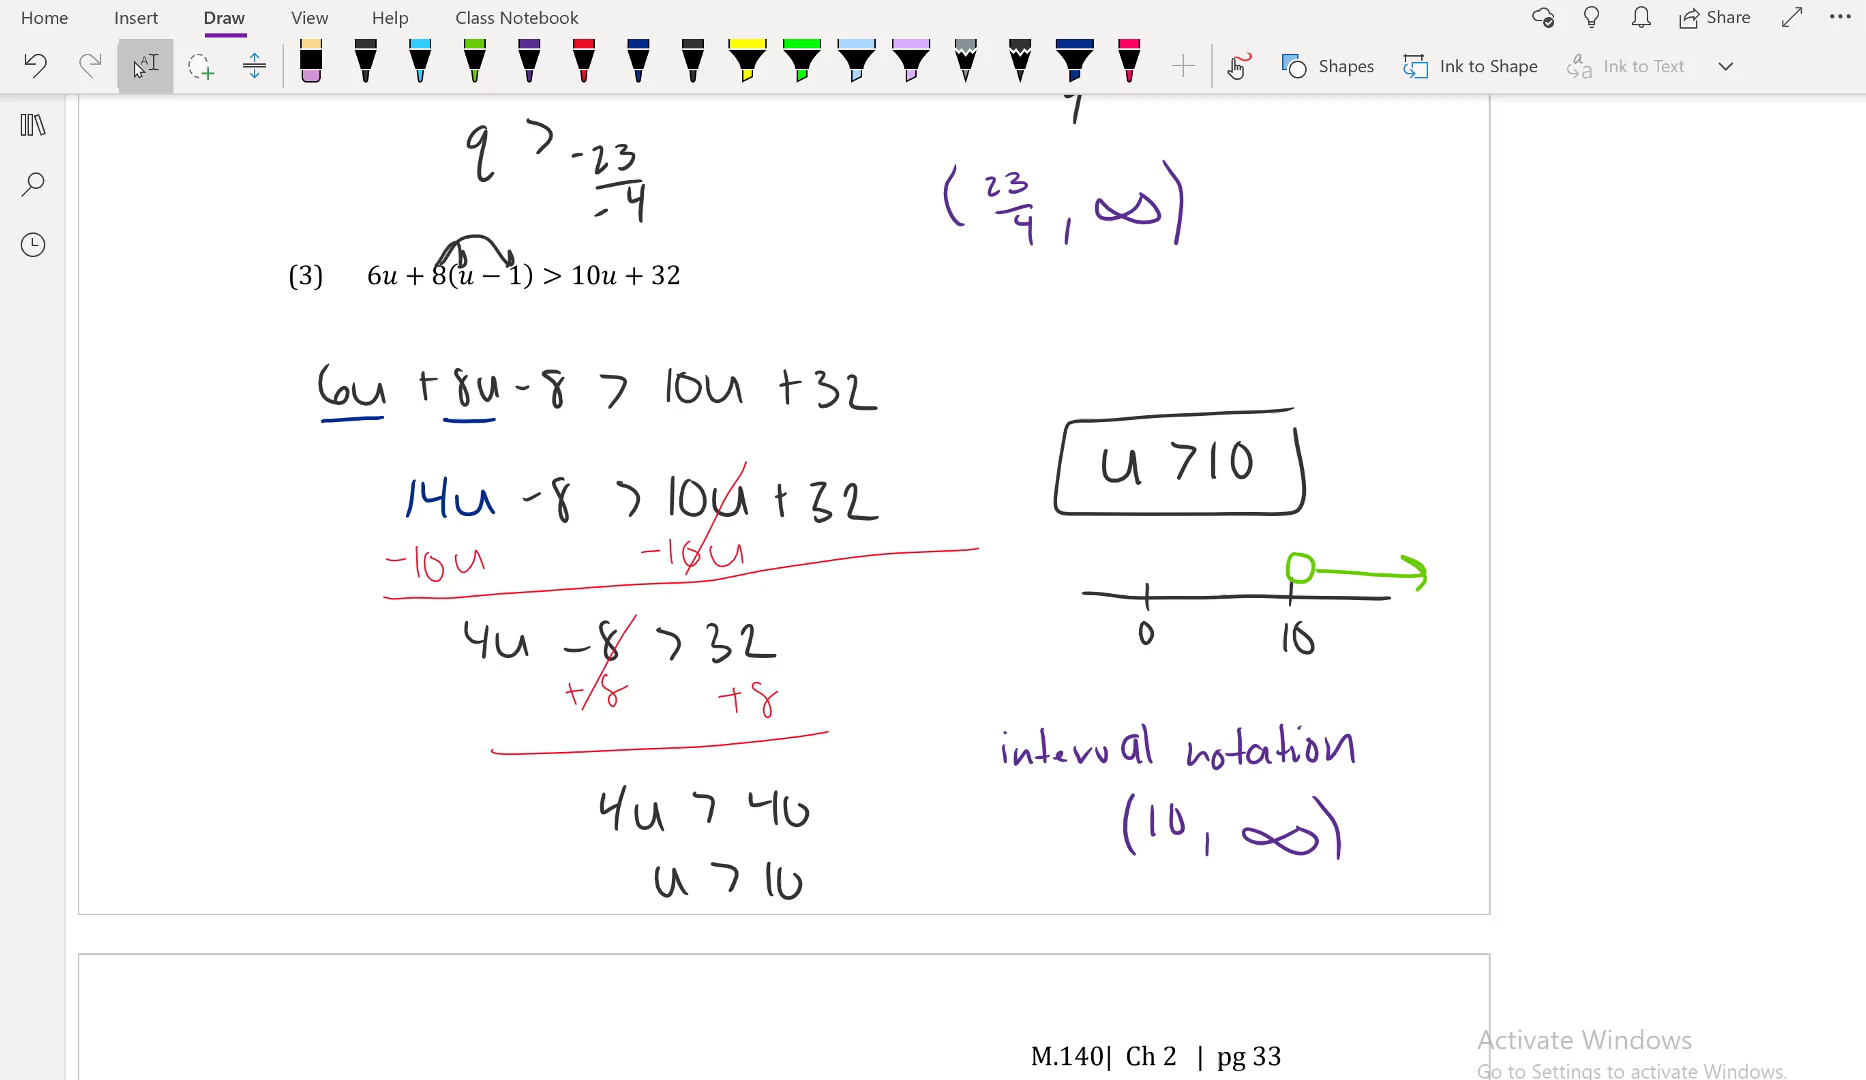 Home Insert Draw View Help Class Notebook Share
Shapes Ink to Shape Ink to Text
q > -23/-4
(23/4, ∞)
(3) 6u + 8(u − 1) > 10u + 32
6u + 8u - 8 > 10u + 32
14u - 8 > 10u + 32
-10u -10u
4u - 8 > 32
+8 +8
4u > 40
u > 10
u > 10
0 10
interval notation
(10, ∞)
M.140| Ch 2 | pg 33
Activate Windows
Go to Settings to activate Windows.